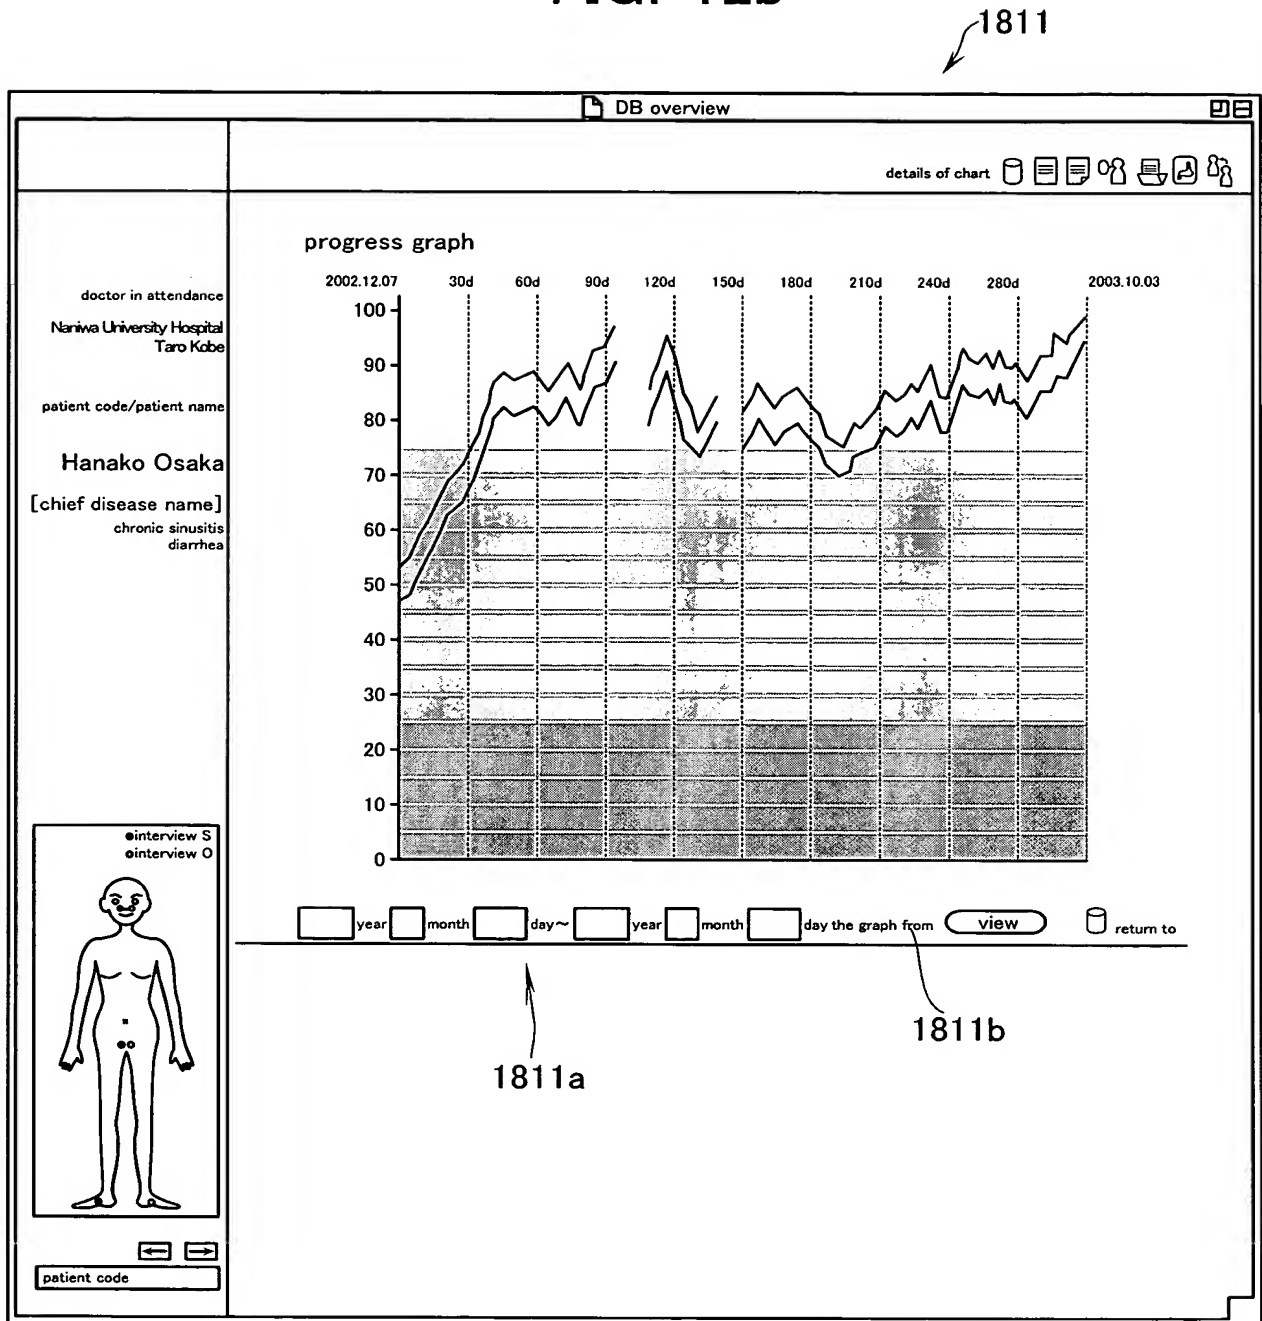 1811
DB overview
details of chart
progress graph
2002.12.07 30d 60d 90d 120d 150d 180d 210d 240d 280d 2003.10.03
doctor in attendance
Naniwa University Hospital
Taro Kobe
patient code/patient name
Hanako Osaka
[chief disease name]
chronic sinusitis
diarrhea
100
90
80
70
60
50
40
30
20
10
0
interview S
interview O
year month day~ year month day the graph from view return to
1811b
1811a
patient code